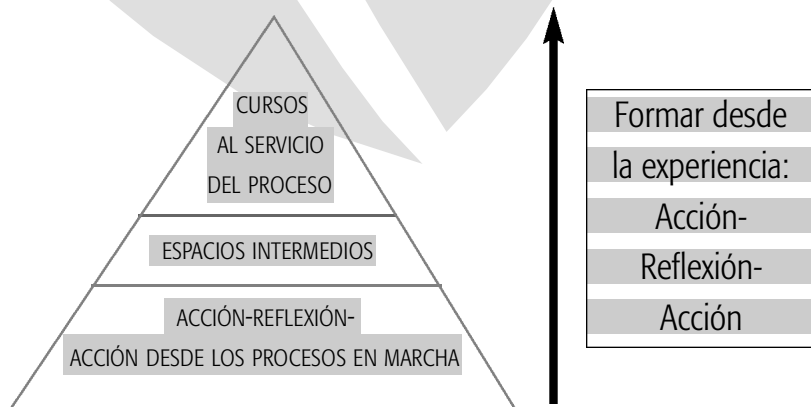 CURSOS
AL SERVICIO
DEL PROCESO
ESPACIOS INTERMEDIOS
ACCIÓN-REFLEXIÓN-
ACCIÓN DESDE LOS PROCESOS EN MARCHA
Formar desde
la experiencia:
Acción-
Reflexión-
Acción